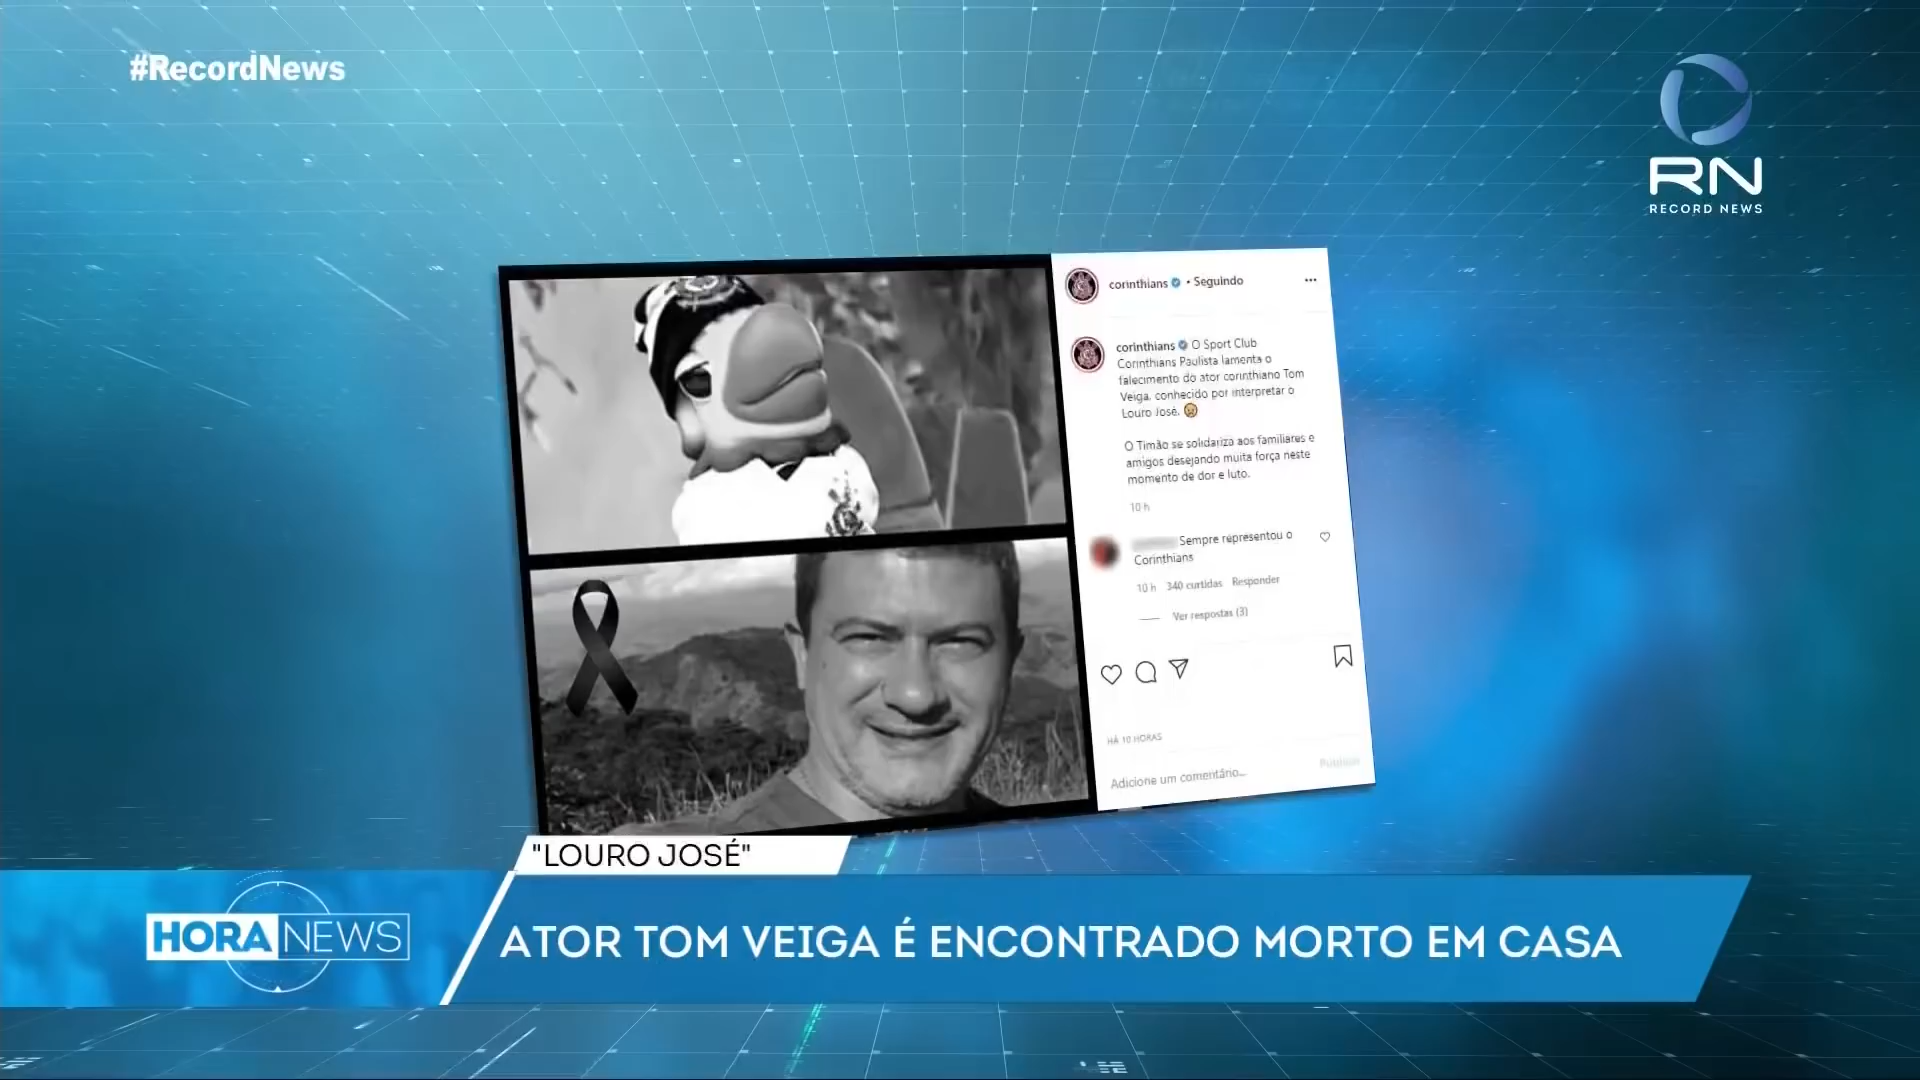 #RecordNews
RN
RECORD NEWS
corinthians • Seguindo
corinthians O Sport Club
Corinthians Paulista lamenta o
falecimento do ator corinthiano Tom
Veiga, conhecido por interpretar o
Louro José.
O Timão se solidariza aos familiares e
amigos desejando muita força neste
momento de dor e luto.
10 h
Sempre representou o
Corinthians
10 h 340 curtidas Responder
Ver respostas (3)
HÁ 10 HORAS
Adicione um comentário...
Publicar
"LOURO JOSÉ"
HORA NEWS
ATOR TOM VEIGA É ENCONTRADO MORTO EM CASA